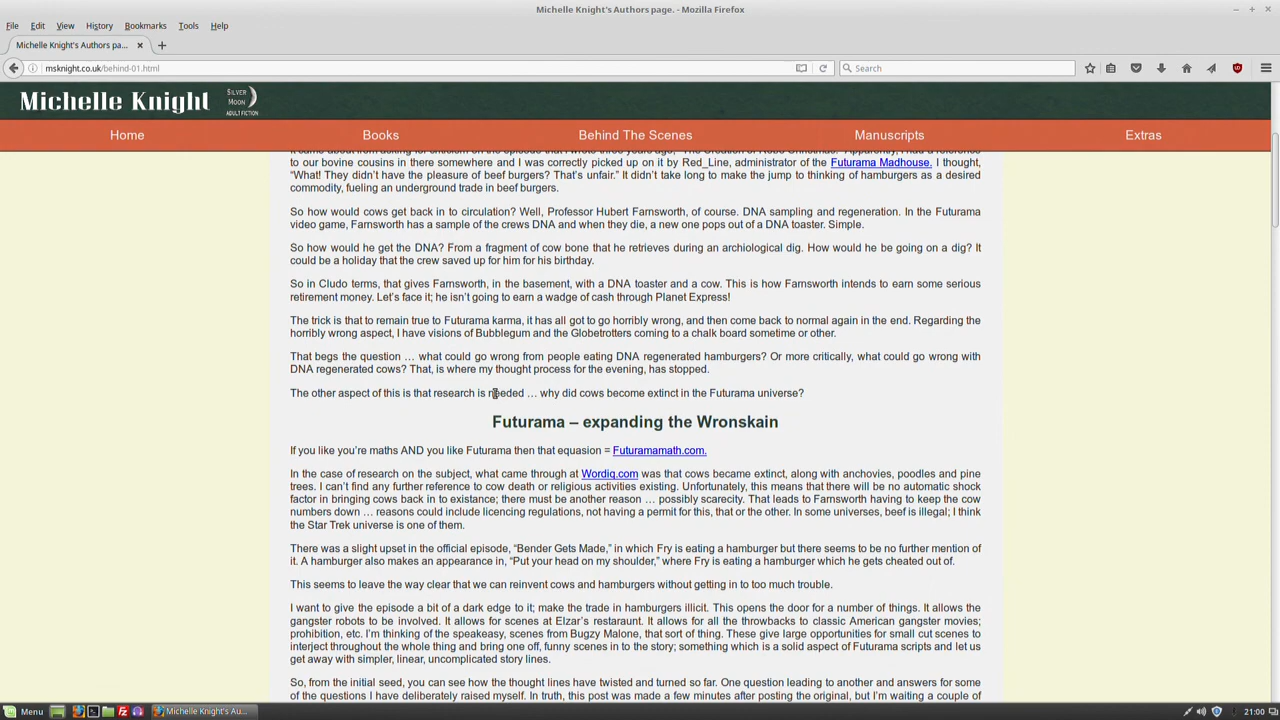 Michelle Knight's Authors page. - Mozilla Firefox
File Edit View History Bookmarks Tools Help
Michelle Knight's Authors pa...
msknight.co.uk/behind-01.html
Search
Michelle Knight
SILVER
MOON
ADULT FICTION
Home Books Behind The Scenes Manuscripts Extras
to our bovine cousins in there somewhere and I was correctly picked up on it by Red_Line, administrator of the Futurama Madhouse. I thought,
“What! They didn’t have the pleasure of beef burgers? That’s unfair.” It didn’t take long to make the jump to thinking of hamburgers as a desired
commodity, fueling an underground trade in beef burgers.
So how would cows get back in to circulation? Well, Professor Hubert Farnsworth, of course. DNA sampling and regeneration. In the Futurama
video game, Farnsworth has a sample of the crews DNA and when they die, a new one pops out of a DNA toaster. Simple.
So how would he get the DNA? From a fragment of cow bone that he retrieves during an archiological dig. How would he be going on a dig? It
could be a holiday that the crew saved up for him for his birthday.
So in Cludo terms, that gives Farnsworth, in the basement, with a DNA toaster and a cow. This is how Farnsworth intends to earn some serious
retirement money. Let’s face it; he isn’t going to earn a wadge of cash through Planet Express!
The trick is that to remain true to Futurama karma, it has all got to go horribly wrong, and then come back to normal again in the end. Regarding the
horribly wrong aspect, I have visions of Bubblegum and the Globetrotters coming to a chalk board sometime or other.
That begs the question … what could go wrong from people eating DNA regenerated hamburgers? Or more critically, what could go wrong with
DNA regenerated cows? That, is where my thought process for the evening, has stopped.
The other aspect of this is that research is needed … why did cows become extinct in the Futurama universe?
Futurama – expanding the Wronskain
If you like you’re maths AND you like Futurama then that equasion = Futuramamath.com.
In the case of research on the subject, what came through at Wordiq.com was that cows became extinct, along with anchovies, poodles and pine
trees. I can’t find any further reference to cow death or religious activities existing. Unfortunately, this means that there will be no automatic shock
factor in bringing cows back in to existance; there must be another reason … possibly scarecity. That leads to Farnsworth having to keep the cow
numbers down … reasons could include licencing regulations, not having a permit for this, that or the other. In some universes, beef is illegal; I think
the Star Trek universe is one of them.
There was a slight upset in the official episode, “Bender Gets Made,” in which Fry is eating a hamburger but there seems to be no further mention of
it. A hamburger also makes an appearance in, “Put your head on my shoulder,” where Fry is eating a hamburger which he gets cheated out of.
This seems to leave the way clear that we can reinvent cows and hamburgers without getting in to too much trouble.
I want to give the episode a bit of a dark edge to it; make the trade in hamburgers illicit. This opens the door for a number of things. It allows the
gangster robots to be involved. It allows for scenes at Elzar’s restaraunt. It allows for all the throwbacks to classic American gangster movies;
prohibition, etc. I’m thinking of the speakeasy, scenes from Bugzy Malone, that sort of thing. These give large opportunities for small cut scenes to
interject throughout the whole thing and bring one off, funny scenes in to the story; something which is a solid aspect of Futurama scripts and let us
get away with simpler, linear, uncomplicated story lines.
So, from the initial seed, you can see how the thought lines have twisted and turned so far. One question leading to another and answers for some
of the questions I have deliberately raised myself. In truth, this post was made a few minutes after posting the original, but I’m waiting a couple of
Menu Michelle Knight's Au... 21:00